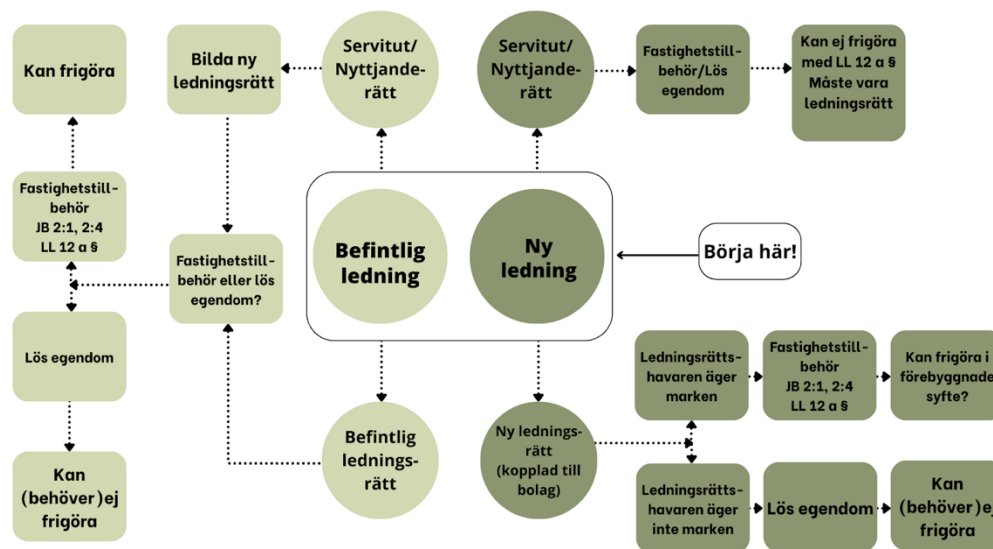 Kan frigöra
Bilda ny
ledningsrätt
Servitut/
Nyttjande-
rätt
Servitut/
Nyttjande-
rätt
Fastighetstill-
behör/Lös
egendom
Kan ej frigöra
med LL 12 a §
Måste vara
ledningsrätt
Fastighetstill-
behör
JB 2:1, 2:4
LL 12 a §
Fastighetstill-
behör eller lös
egendom?
Befintlig
ledning
Ny
ledning
Börja här!
Lös egendom
Kan
(behöver)ej
frigöra
Befintlig
lednings-
rätt
Ny lednings-
rätt
(kopplad till
bolag)
Ledningsrätts-
havaren äger
marken
Fastighetstill-
behör
JB 2:1, 2:4
LL 12 a §
Kan frigöra i
förebyggnade
syfte?
Ledningsrätts-
havaren äger
inte marken
Lös egendom
Kan
(behöver)ej
frigöra